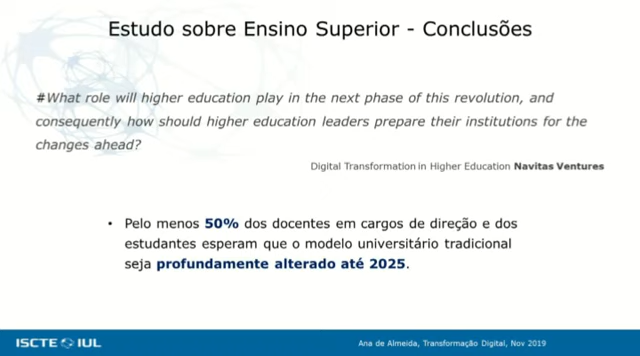 Estudo sobre Ensino Superior - Conclusões
#What role will higher education play in the next phase of this revolution, and
consequently how should higher education leaders prepare their institutions for the
changes ahead?
Digital Transformation in Higher Education Navitas Ventures
• Pelo menos 50% dos docentes em cargos de direção e dos
estudantes esperam que o modelo universitário tradicional
seja profundamente alterado até 2025.
ISCTE IUL
Ana de Almeida, Transformação Digital, Nov 2019